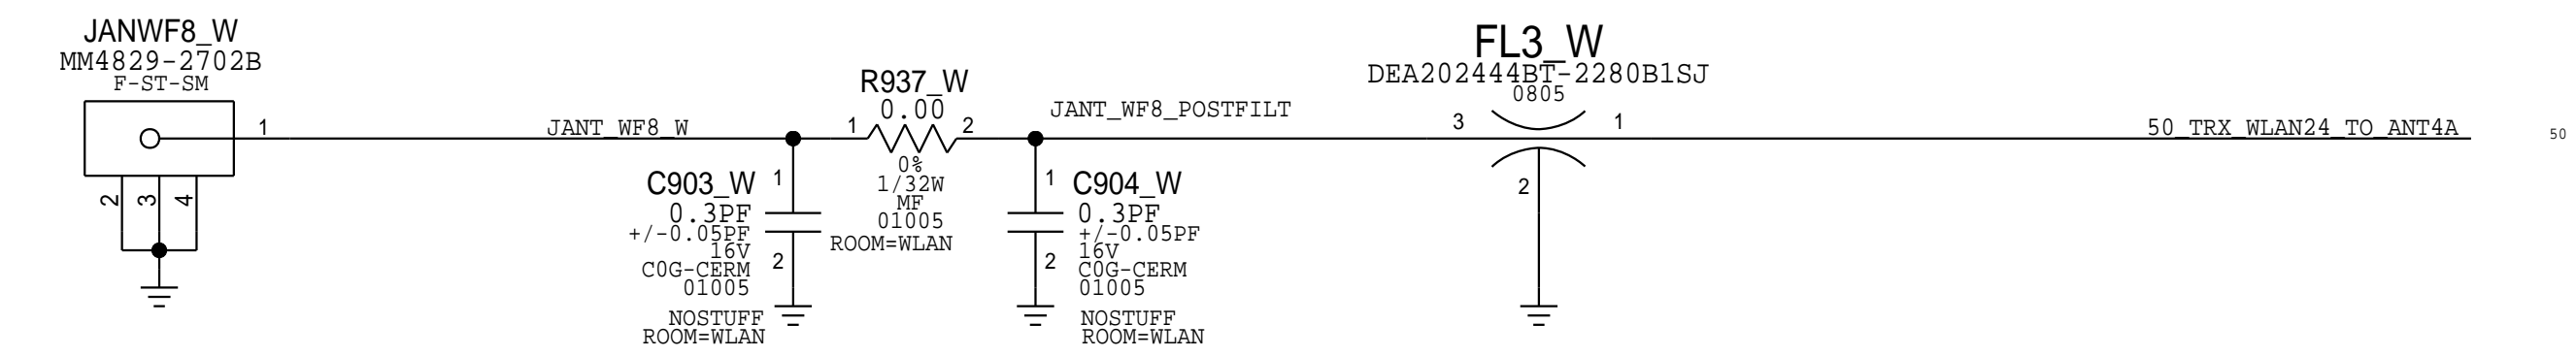 JANWF8_W
MM4829-2702B
F-ST-SM
1
2
3
4
JANT_WF8_W
R937_W
0.00
1
2
0%
1/32W
MF
01005
ROOM=WLAN
C903_W
1
0.3PF
+/-0.05PF
16V
2
C0G-CERM
01005
NOSTUFF
ROOM=WLAN
JANT_WF8_POSTFILT
1
C904_W
0.3PF
+/-0.05PF
16V
2
C0G-CERM
01005
NOSTUFF
ROOM=WLAN
FL3_W
DEA202444BT-2280B1SJ
0805
3
1
2
50_TRX_WLAN24_TO_ANT4A
50